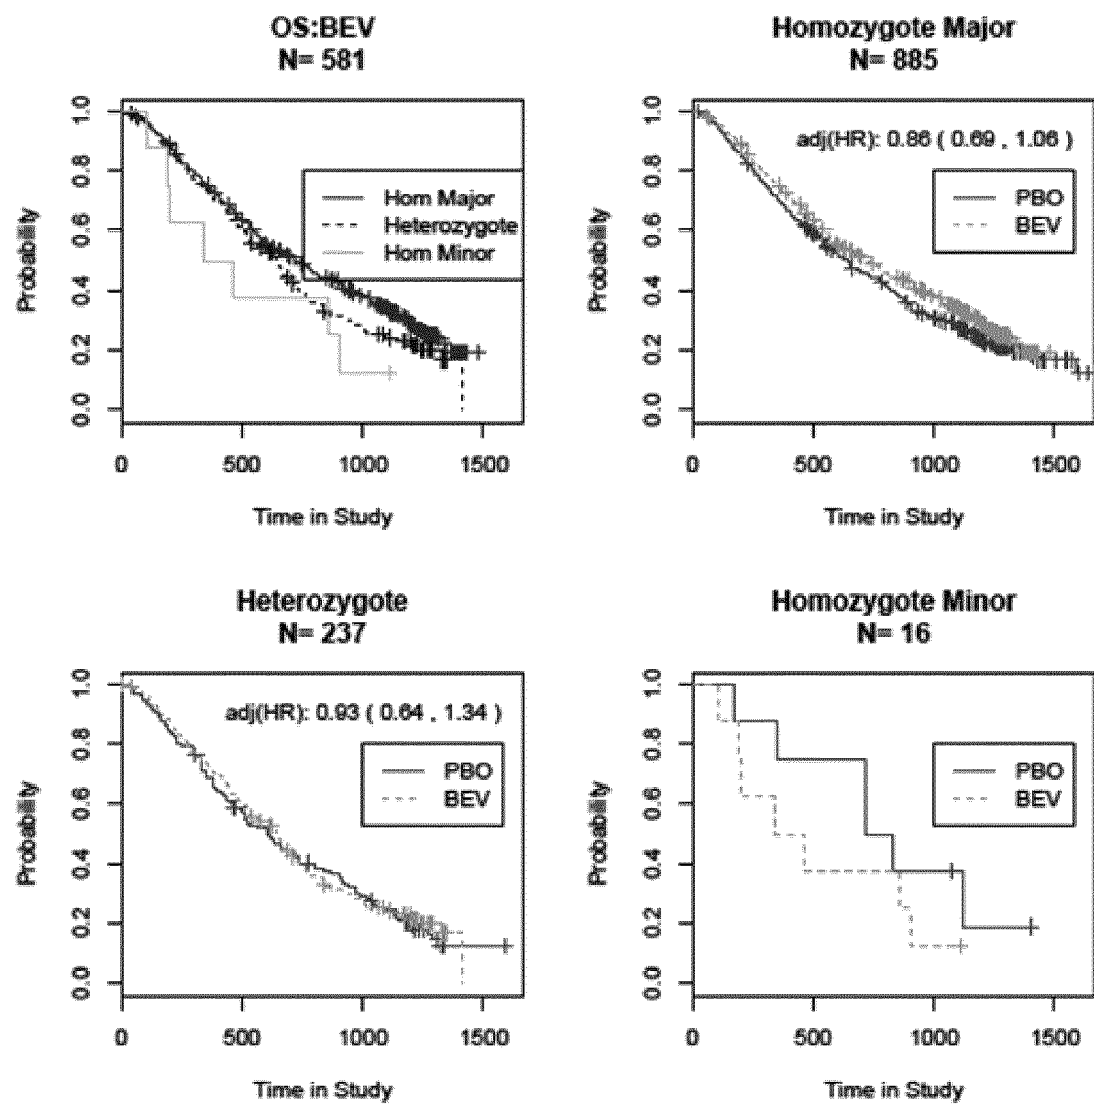 OS:BEV
N= 581
Probability
0.0 0.2 0.4 0.6 0.8 1.0
Hom Major
Heterozygote
Hom Minor
0 500 1000 1500
Time in Study
Homozygote Major
N= 885
Probability
0.0 0.2 0.4 0.6 0.8 1.0
adj(HR): 0.86 ( 0.69 , 1.06 )
PBO
BEV
0 500 1000 1500
Time in Study
Heterozygote
N= 237
Probability
0.0 0.2 0.4 0.6 0.8 1.0
adj(HR): 0.93 ( 0.64 , 1.34 )
PBO
BEV
0 500 1000 1500
Time in Study
Homozygote Minor
N= 16
Probability
0.0 0.2 0.4 0.6 0.8 1.0
PBO
BEV
0 500 1000 1500
Time in Study